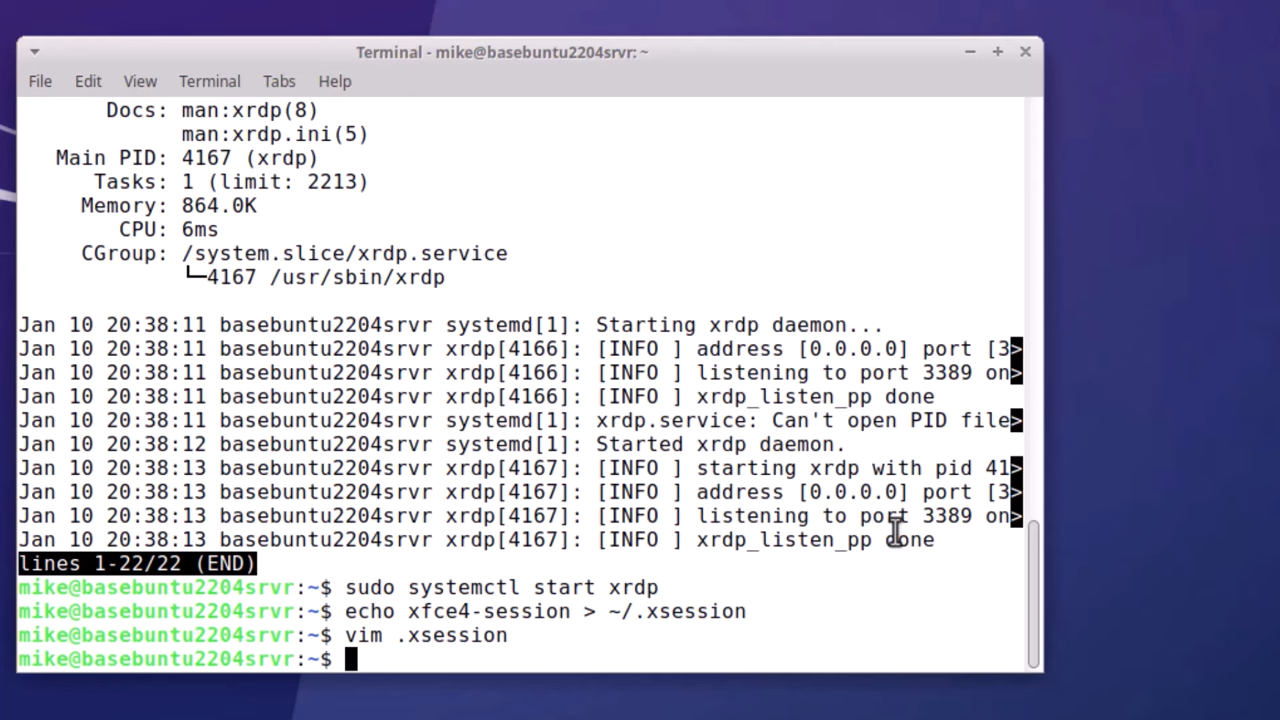 Terminal - mike@basebuntu2204srvr: ~
File Edit View Terminal Tabs Help
Docs: man:xrdp(8)
man:xrdp.ini(5)
Main PID: 4167 (xrdp)
Tasks: 1 (limit: 2213)
Memory: 864.0K
CPU: 6ms
CGroup: /system.slice/xrdp.service
└─4167 /usr/sbin/xrdp
Jan 10 20:38:11 basebuntu2204srvr systemd[1]: Starting xrdp daemon...
Jan 10 20:38:11 basebuntu2204srvr xrdp[4166]: [INFO ] address [0.0.0.0] port [3>
Jan 10 20:38:11 basebuntu2204srvr xrdp[4166]: [INFO ] listening to port 3389 on>
Jan 10 20:38:11 basebuntu2204srvr xrdp[4166]: [INFO ] xrdp_listen_pp done
Jan 10 20:38:11 basebuntu2204srvr systemd[1]: xrdp.service: Can't open PID file>
Jan 10 20:38:12 basebuntu2204srvr systemd[1]: Started xrdp daemon.
Jan 10 20:38:13 basebuntu2204srvr xrdp[4167]: [INFO ] starting xrdp with pid 41>
Jan 10 20:38:13 basebuntu2204srvr xrdp[4167]: [INFO ] address [0.0.0.0] port [3>
Jan 10 20:38:13 basebuntu2204srvr xrdp[4167]: [INFO ] listening to port 3389 on>
Jan 10 20:38:13 basebuntu2204srvr xrdp[4167]: [INFO ] xrdp_listen_pp done
lines 1-22/22 (END)
mike@basebuntu2204srvr:~$ sudo systemctl start xrdp
mike@basebuntu2204srvr:~$ echo xfce4-session > ~/.xsession
mike@basebuntu2204srvr:~$ vim .xsession
mike@basebuntu2204srvr:~$